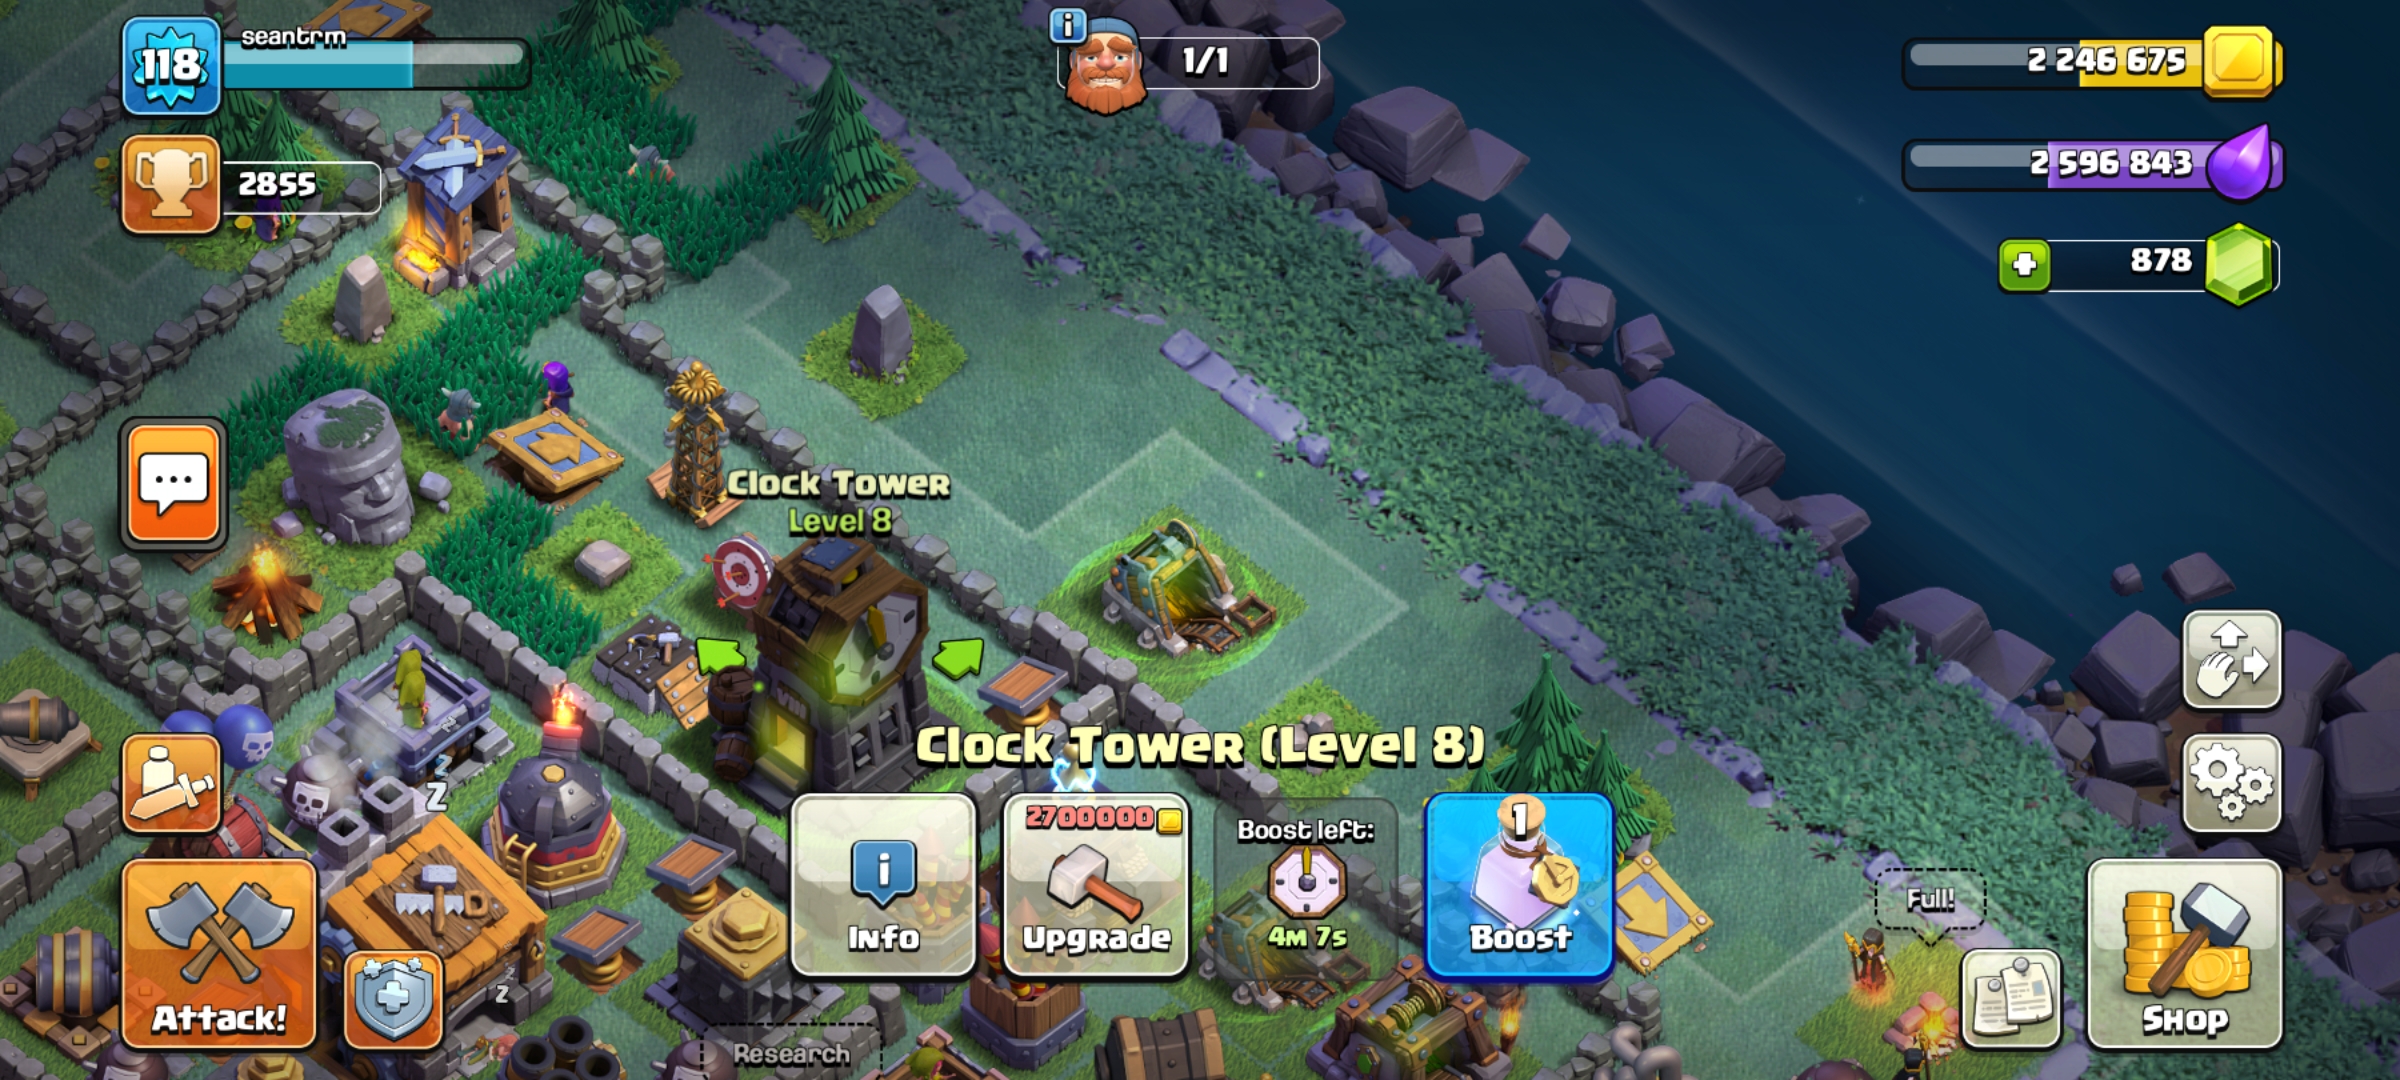 118
seantrm
1/1
2 246 675
2855
2 596 843
878
Clock Tower
Level 8
Clock Tower (Level 8)
Info
2700000
Upgrade
Boost left:
4M 7s
1
Boost
Full!
Attack!
Shop
Research
z
z
z